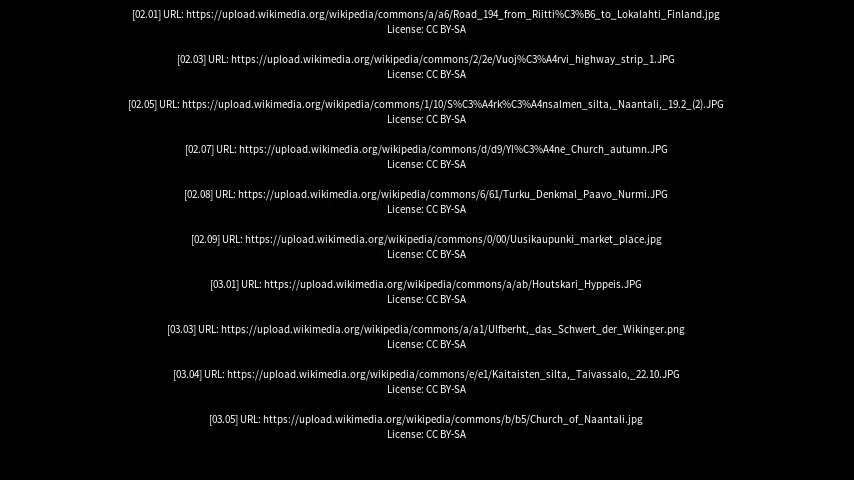 [02.01] URL: https://upload.wikimedia.org/wikipedia/commons/a/a6/Road_194_from_Riitti%C3%B6_to_Lokalahti_Finland.jpg
License: CC BY-SA
[02.03] URL: https://upload.wikimedia.org/wikipedia/commons/2/2e/Vuoj%C3%A4rvi_highway_strip_1.JPG
License: CC BY-SA
[02.05] URL: https://upload.wikimedia.org/wikipedia/commons/1/10/S%C3%A4rk%C3%A4nsalmen_silta,_Naantali,_19.2_(2).JPG
License: CC BY-SA
[02.07] URL: https://upload.wikimedia.org/wikipedia/commons/d/d9/Yl%C3%A4ne_Church_autumn.JPG
License: CC BY-SA
[02.08] URL: https://upload.wikimedia.org/wikipedia/commons/6/61/Turku_Denkmal_Paavo_Nurmi.JPG
License: CC BY-SA
[02.09] URL: https://upload.wikimedia.org/wikipedia/commons/0/00/Uusikaupunki_market_place.jpg
License: CC BY-SA
[03.01] URL: https://upload.wikimedia.org/wikipedia/commons/a/ab/Houtskari_Hyppeis.JPG
License: CC BY-SA
[03.03] URL: https://upload.wikimedia.org/wikipedia/commons/a/a1/Ulfberht,_das_Schwert_der_Wikinger.png
License: CC BY-SA
[03.04] URL: https://upload.wikimedia.org/wikipedia/commons/e/e1/Kaitaisten_silta,_Taivassalo,_22.10.JPG
License: CC BY-SA
[03.05] URL: https://upload.wikimedia.org/wikipedia/commons/b/b5/Church_of_Naantali.jpg
License: CC BY-SA